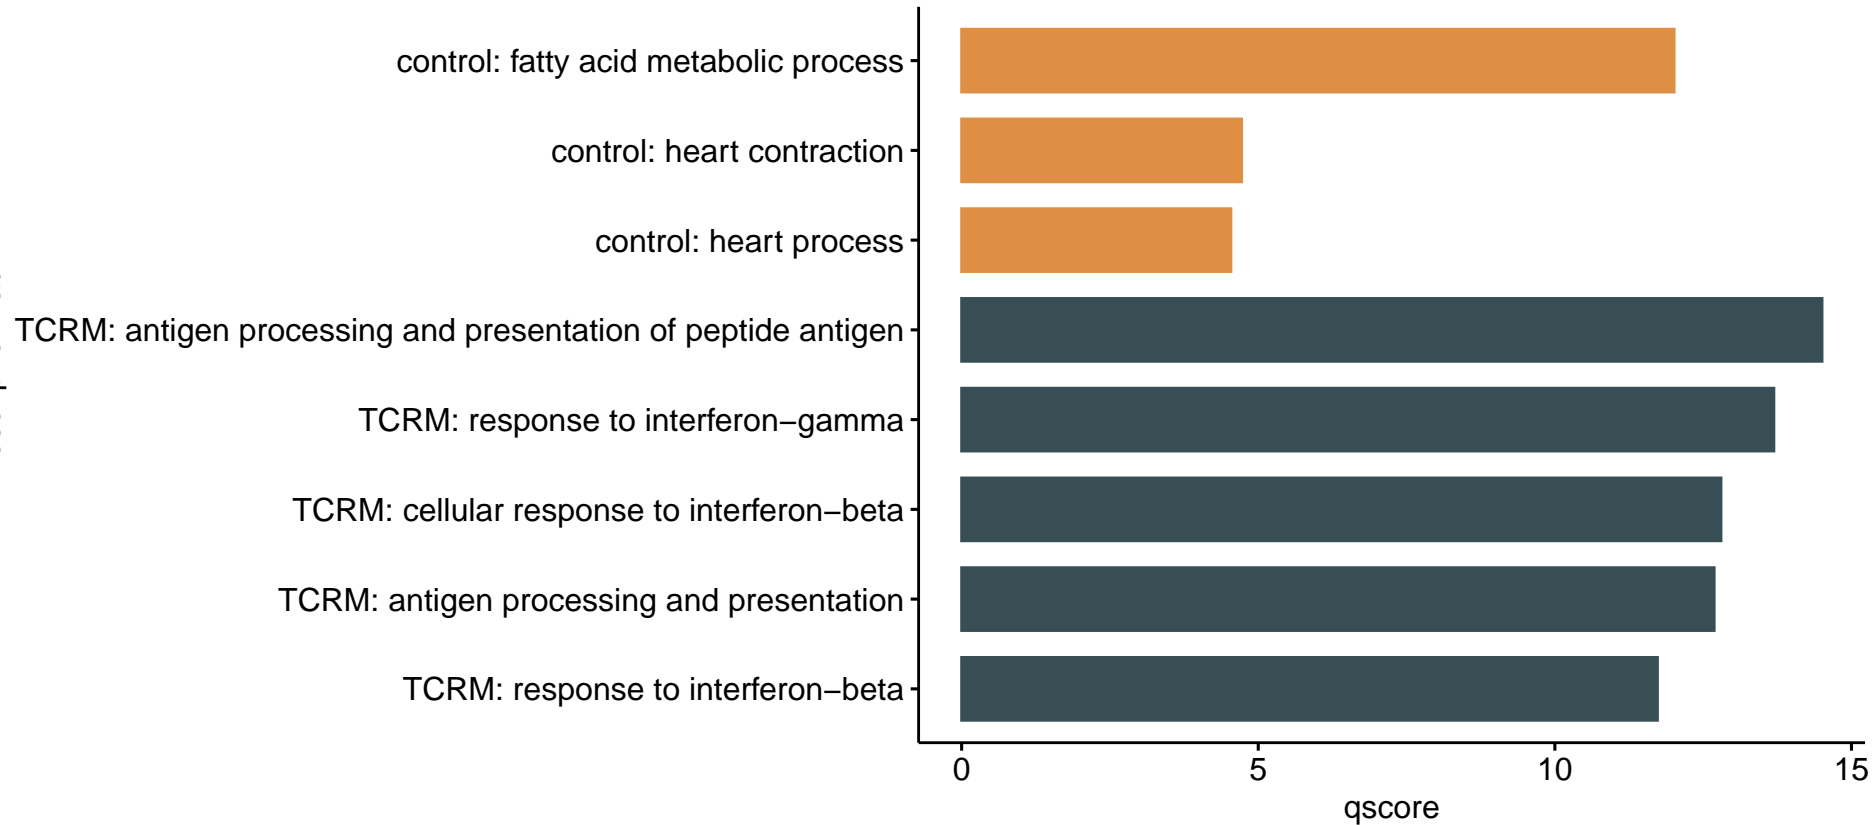 control: fatty acid metabolic process
control: heart contraction
control: heart process
TCRM: antigen processing and presentation of peptide antigen
TCRM: response to interferon−gamma
TCRM: cellular response to interferon−beta
TCRM: antigen processing and presentation
TCRM: response to interferon−beta
0 5 10 15
qscore